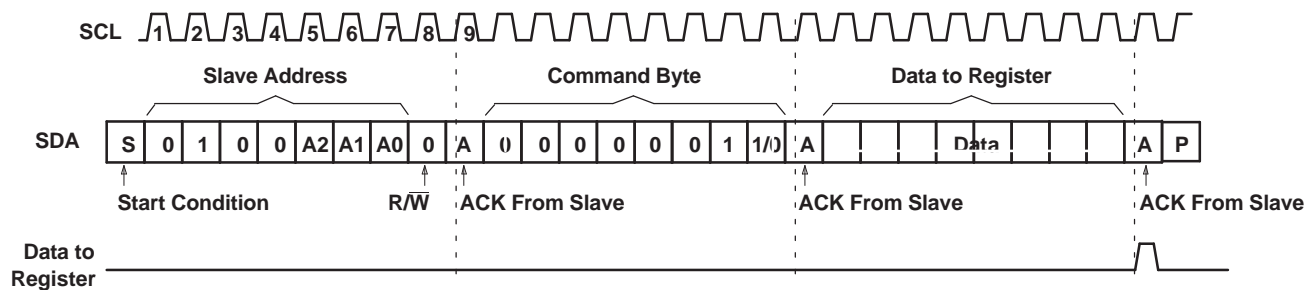 SCL 1 2 3 4 5 6 7 8 9
Slave Address Command Byte Data to Register
SDA S 0 1 0 0 A2 A1 A0 0 A 0 0 0 0 0 0 1 1/0 A Data A P
Start Condition R/W̅ ACK From Slave ACK From Slave ACK From Slave
Data to
Register